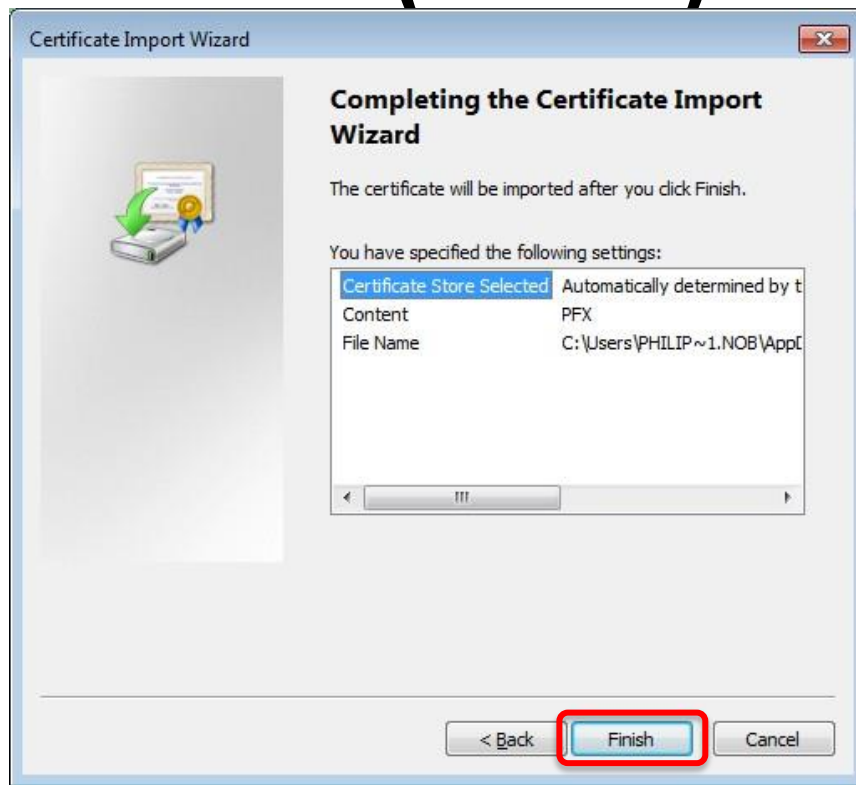 Certificate Import Wizard
Completing the Certificate Import
Wizard
The certificate will be imported after you click Finish.
You have specified the following settings:
Certificate Store Selected Automatically determined by t
Content PFX
File Name C:\Users\PHILIP~1.NOB\AppD
< Back Finish Cancel